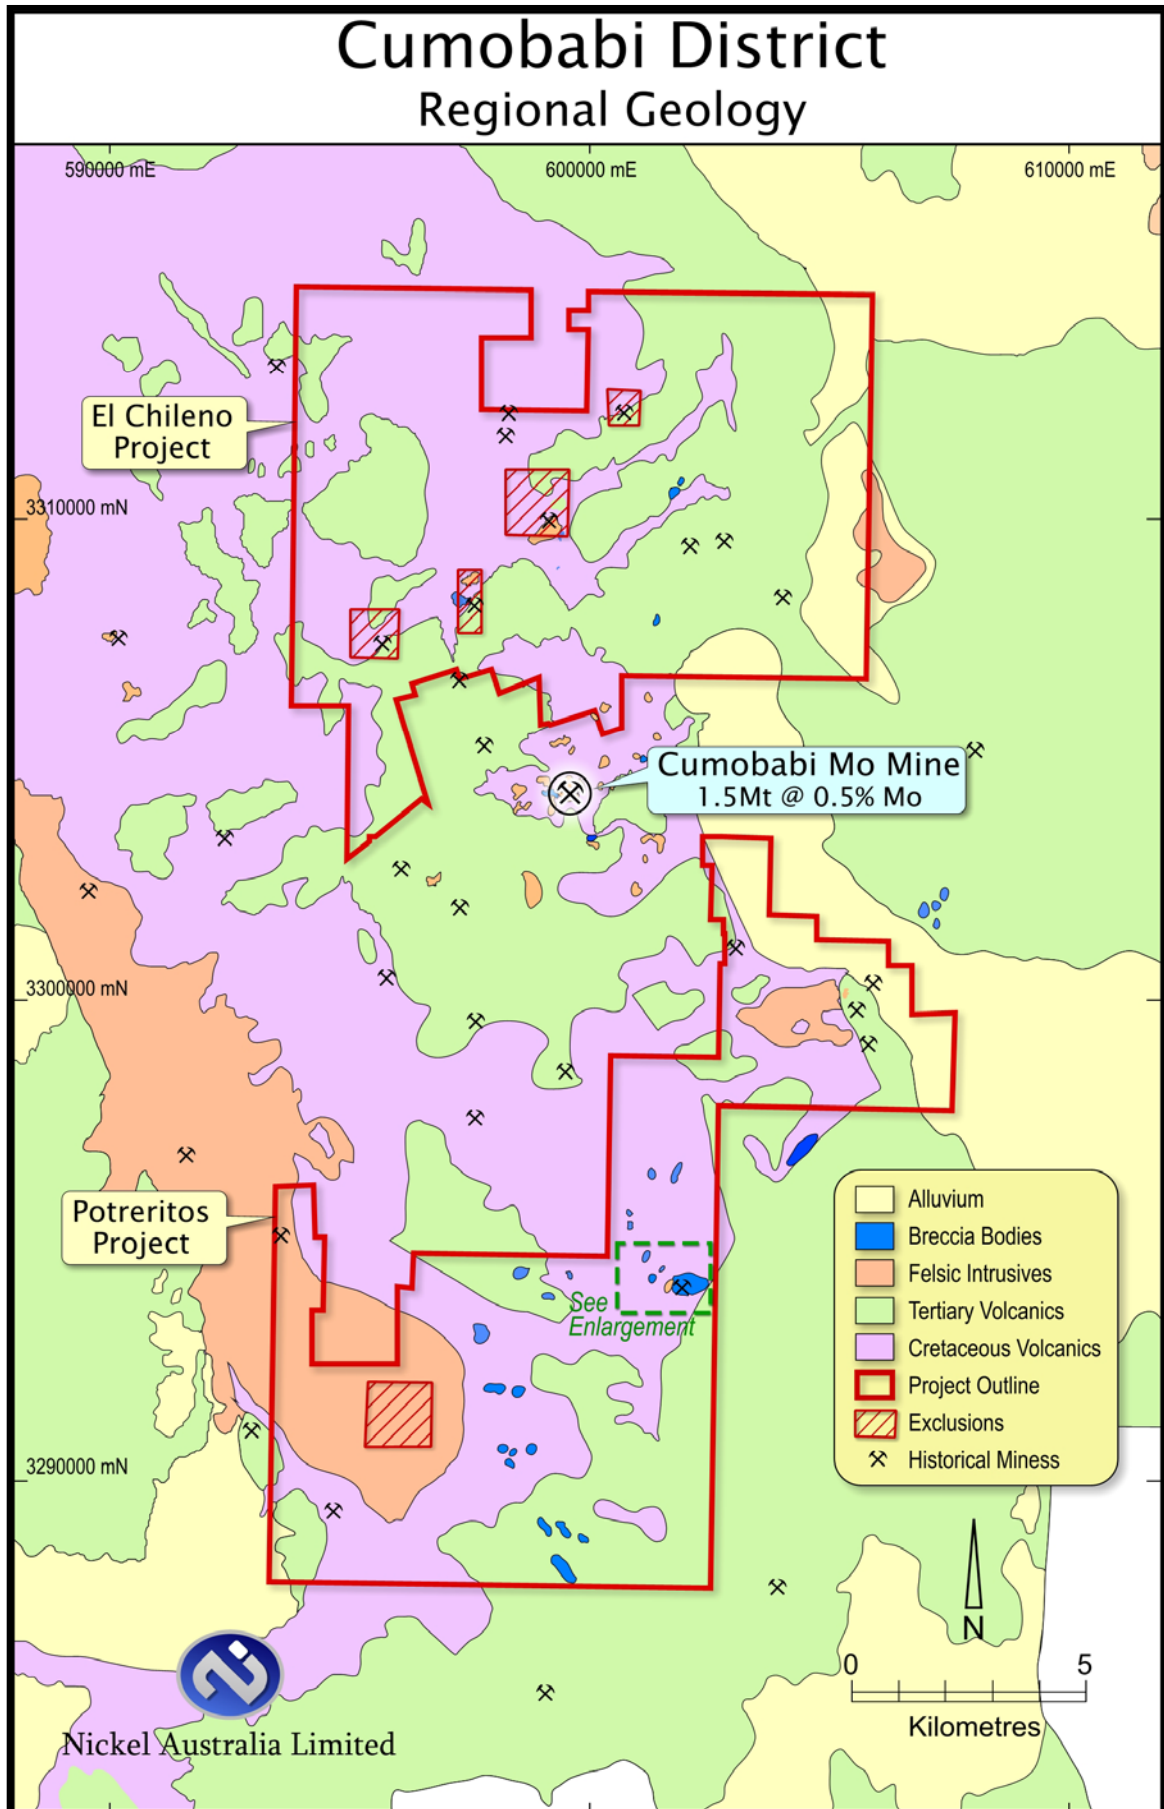 Cumobabi District
Regional Geology
590000 mE
600000 mE
610000 mE
El Chileno
Project
3310000 mN
Cumobabi Mo Mine
1.5Mt @ 0.5% Mo
3300000 mN
Potreritos
Project
See
Enlargement
Alluvium
Breccia Bodies
Felsic Intrusives
Tertiary Volcanics
Cretaceous Volcanics
Project Outline
Exclusions
Historical Miness
3290000 mN
N
0 5
Kilometres
Nickel Australia Limited